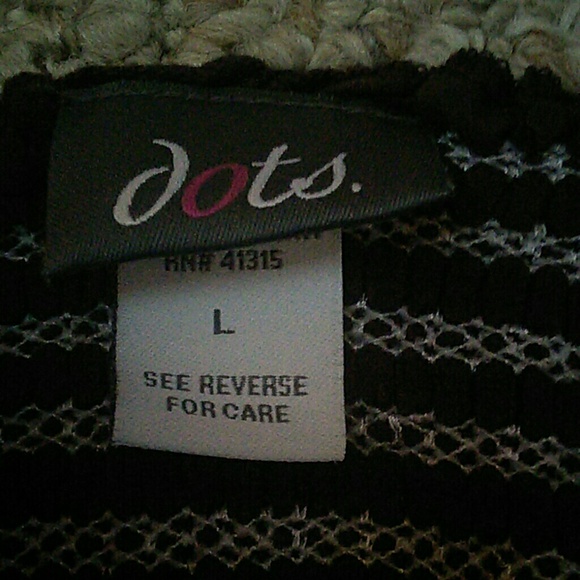 dots.
RN# 41315
L
SEE REVERSE
FOR CARE